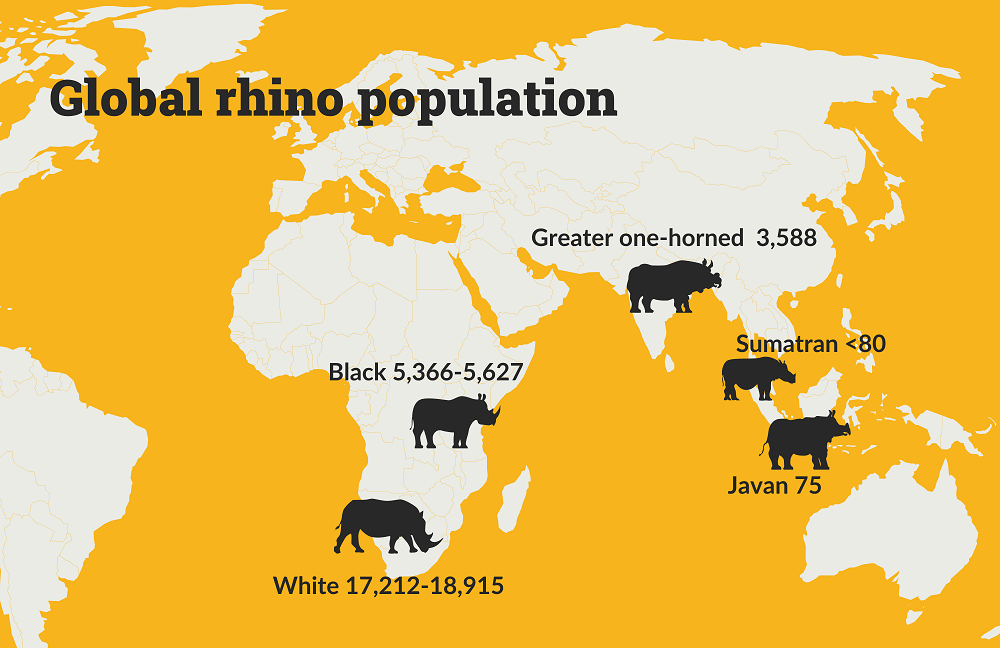 Global rhino population
Greater one-horned  3,588
Sumatran <80
Black 5,366-5,627
Javan 75
White 17,212-18,915